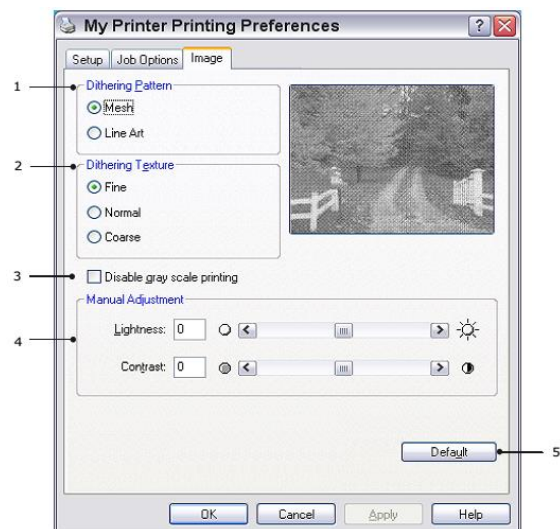 My Printer Printing Preferences
Setup Job Options Image
1 Dithering Pattern
Mesh
Line Art
2 Dithering Texture
Fine
Normal
Coarse
3 Disable gray scale printing
Manual Adjustment
4 Lightness: 0
Contrast: 0
Default 5
OK Cancel Apply Help